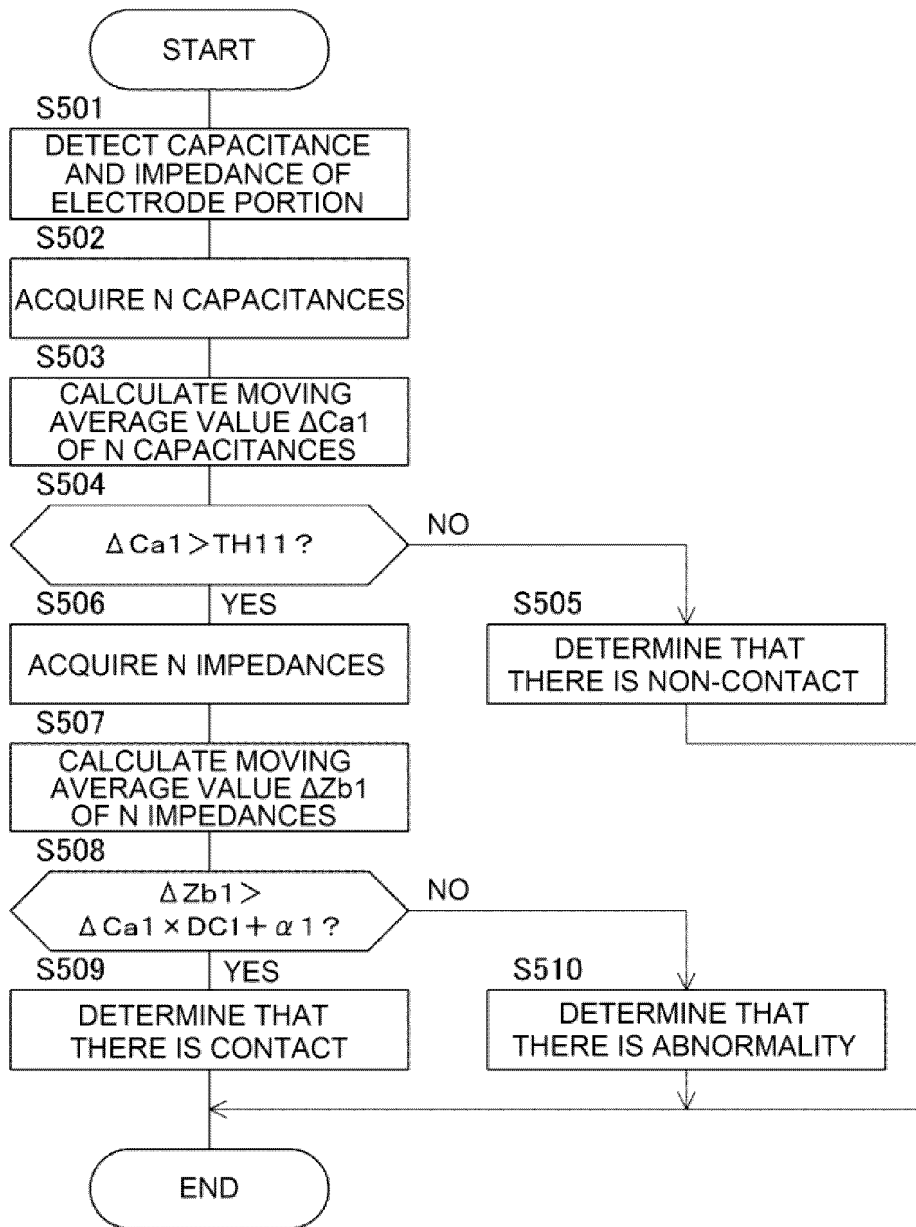 START
S501
DETECT CAPACITANCE
AND IMPEDANCE OF
ELECTRODE PORTION
S502
ACQUIRE N CAPACITANCES
S503
CALCULATE MOVING
AVERAGE VALUE ΔCa1
OF N CAPACITANCES
S504
ΔCa1>TH11?
NO
YES
S505
DETERMINE THAT
THERE IS NON-CONTACT
S506
ACQUIRE N IMPEDANCES
S507
CALCULATE MOVING
AVERAGE VALUE ΔZb1
OF N IMPEDANCES
S508
ΔZb1>
ΔCa1×DCI+α1?
NO
YES
S509
DETERMINE THAT
THERE IS CONTACT
S510
DETERMINE THAT
THERE IS ABNORMALITY
END